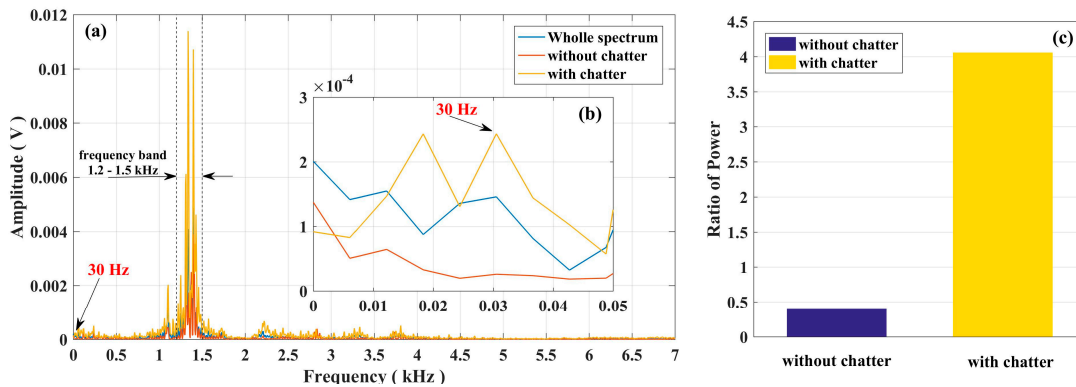 (a)
Wholle spectrum
without chatter
with chatter
0.012
0.01
0.008
0.006
0.004
0.002
0
Amplitude ( V )
frequency band
1.2 - 1.5 kHz
30 Hz
0 0.5 1 1.5 2 2.5 3 3.5 4 4.5 5 5.5 6 6.5 7
Frequency ( kHz )
×10⁻⁴
(b)
30 Hz
3
2
1
0
0 0.01 0.02 0.03 0.04 0.05
(c)
without chatter
with chatter
4.5
4
3.5
3
2.5
2
1.5
1
0.5
0
Ratio of Power
without chatter with chatter